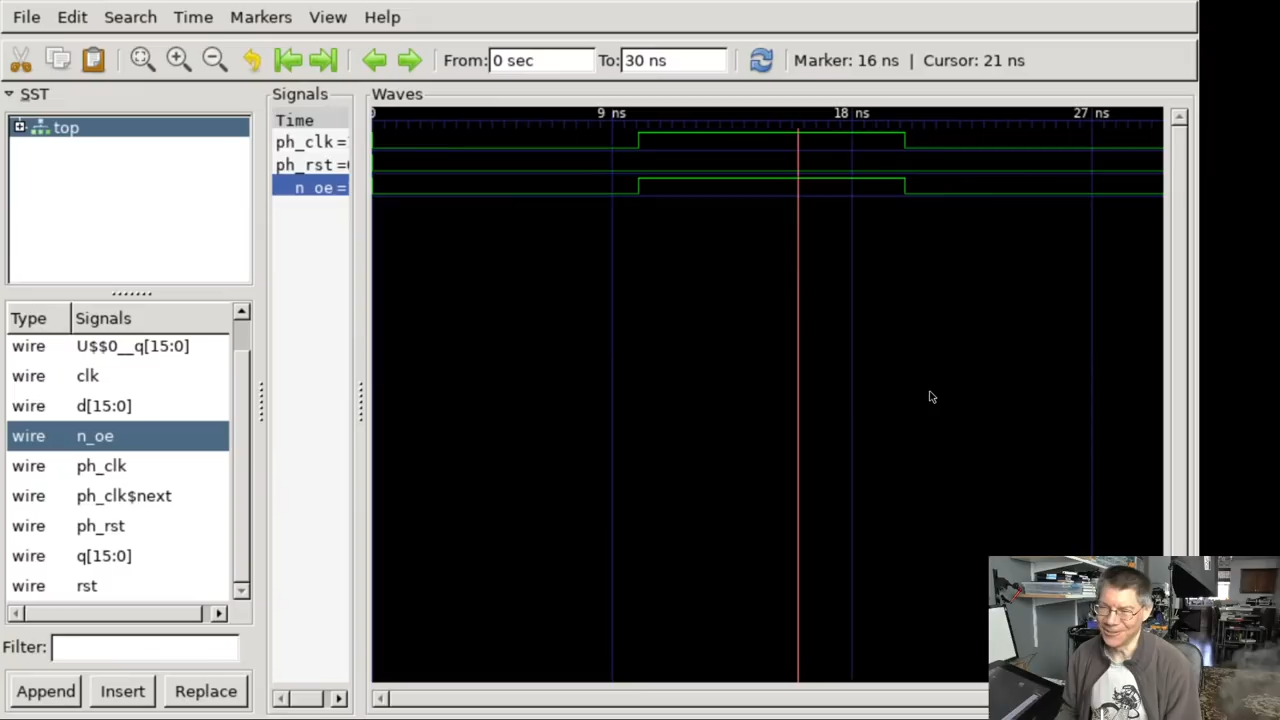 File Edit Search Time Markers View Help
From: 0 sec To: 30 ns Marker: 16 ns | Cursor: 21 ns
SST
top
Type Signals
wire U$$0__q[15:0]
wire clk
wire d[15:0]
wire n_oe
wire ph_clk
wire ph_clk$next
wire ph_rst
wire q[15:0]
wire rst
Filter:
Append Insert Replace
Signals
Time
ph_clk =
ph_rst =
n_oe =
Waves
9 ns 18 ns 27 ns